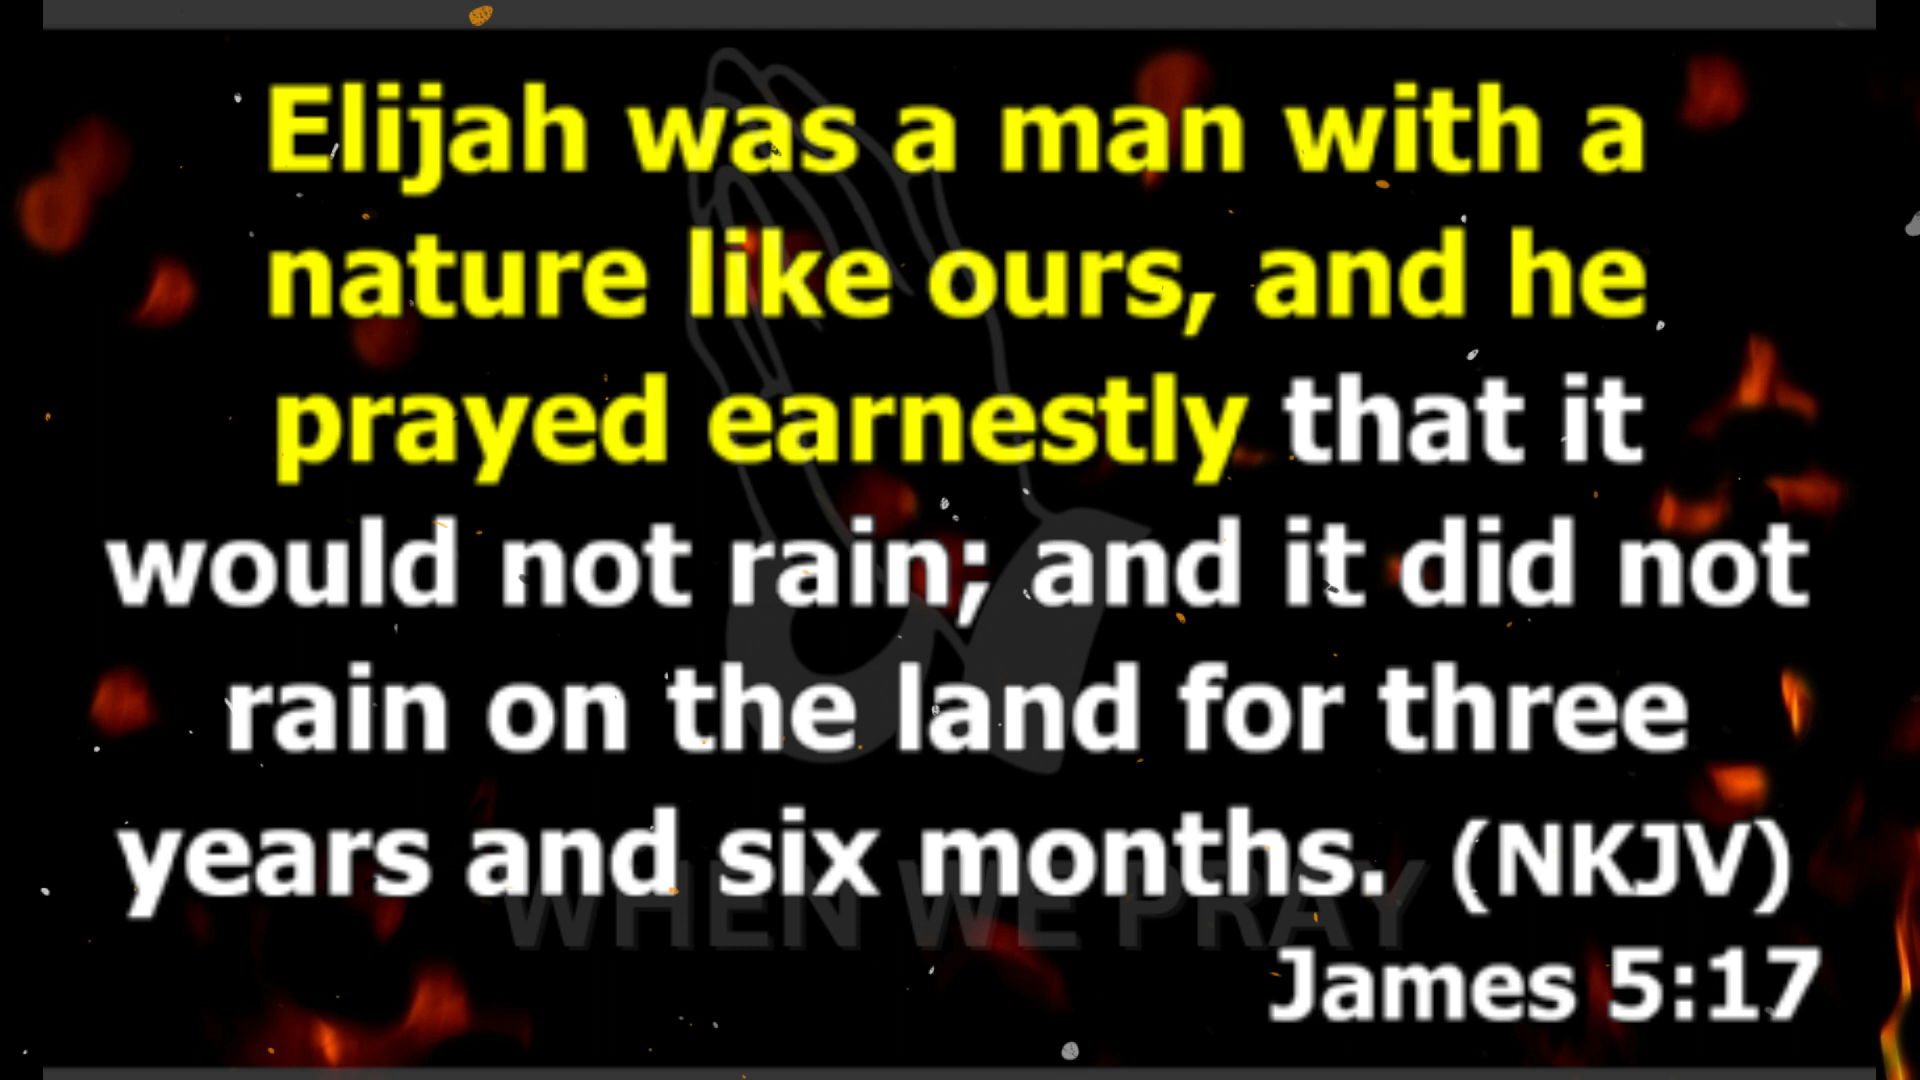 Elijah was a man with a
nature like ours, and he
prayed earnestly that it
would not rain; and it did not
rain on the land for three
years and six months. (NKJV)
WHEN WE PRAY
James 5:17